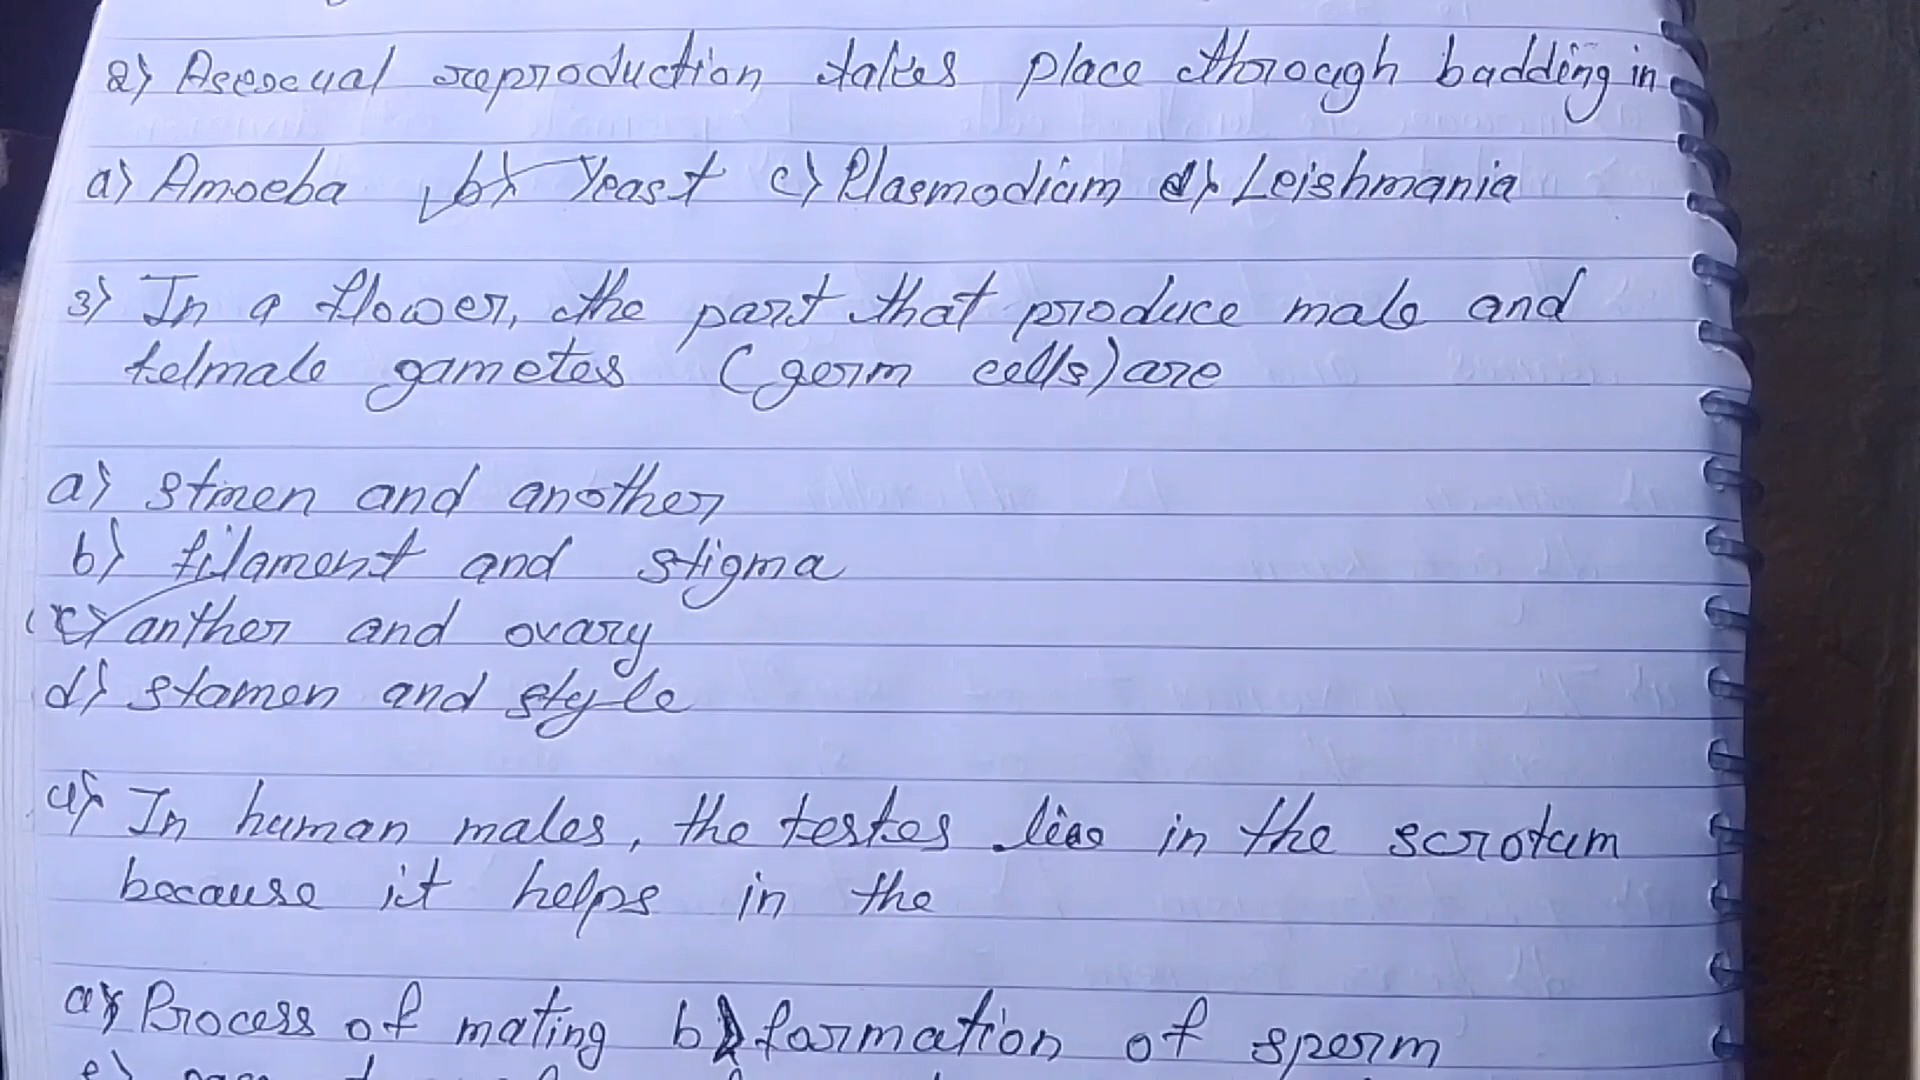 2) Asexual reproduction takes place through badding in
a) Amoeba b) Yeast c) Plasmodium d) Leishmania
3) In a flower, the part that produce male and
felmale gametes (germ cells) are
a) stmen and another
b) filament and stigma
c) anther and ovary
d) stamen and style
4) In human males, the testes lies in the scrotum
because it helps in the
a) Process of mating b) formation of sperm